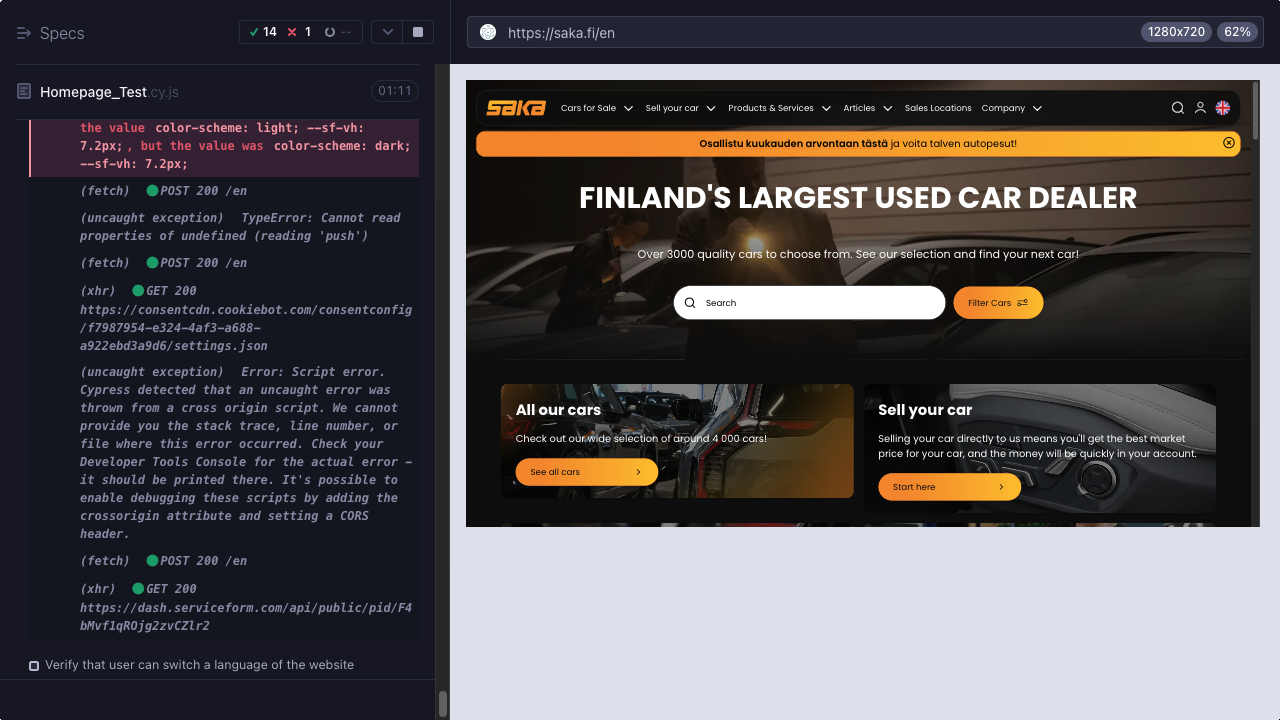 Specs
14
1
--
https://saka.fi/en
1280x720
62%
Homepage_Test.cy.js
01:11
the value color-scheme: light; --sf-vh:
7.2px;, but the value was color-scheme: dark;
--sf-vh: 7.2px;
(fetch) POST 200 /en
(uncaught exception) TypeError: Cannot read
properties of undefined (reading 'push')
(fetch) POST 200 /en
(xhr) GET 200
https://consentcdn.cookiebot.com/consentconfig
/f7987954-e324-4af3-a688-
a922ebd3a9d6/settings.json
(uncaught exception) Error: Script error.
Cypress detected that an uncaught error was
thrown from a cross origin script. We cannot
provide you the stack trace, line number, or
file where this error occurred. Check your
Developer Tools Console for the actual error -
it should be printed there. It's possible to
enable debugging these scripts by adding the
crossorigin attribute and setting a CORS
header.
(fetch) POST 200 /en
(xhr) GET 200
https://dash.serviceform.com/api/public/pid/F4
bMvf1qROjg2zvCZlr2
Verify that user can switch a language of the website
saka
Cars for Sale
Sell your car
Products & Services
Articles
Sales Locations
Company
Osallistu kuukauden arvontaan tästä ja voita talven autopesut!
FINLAND'S LARGEST USED CAR DEALER
Over 3000 quality cars to choose from. See our selection and find your next car!
Search
Filter Cars
All our cars
Check out our wide selection of around 4 000 cars!
See all cars
Sell your car
Selling your car directly to us means you'll get the best market
price for your car, and the money will be quickly in your account.
Start here